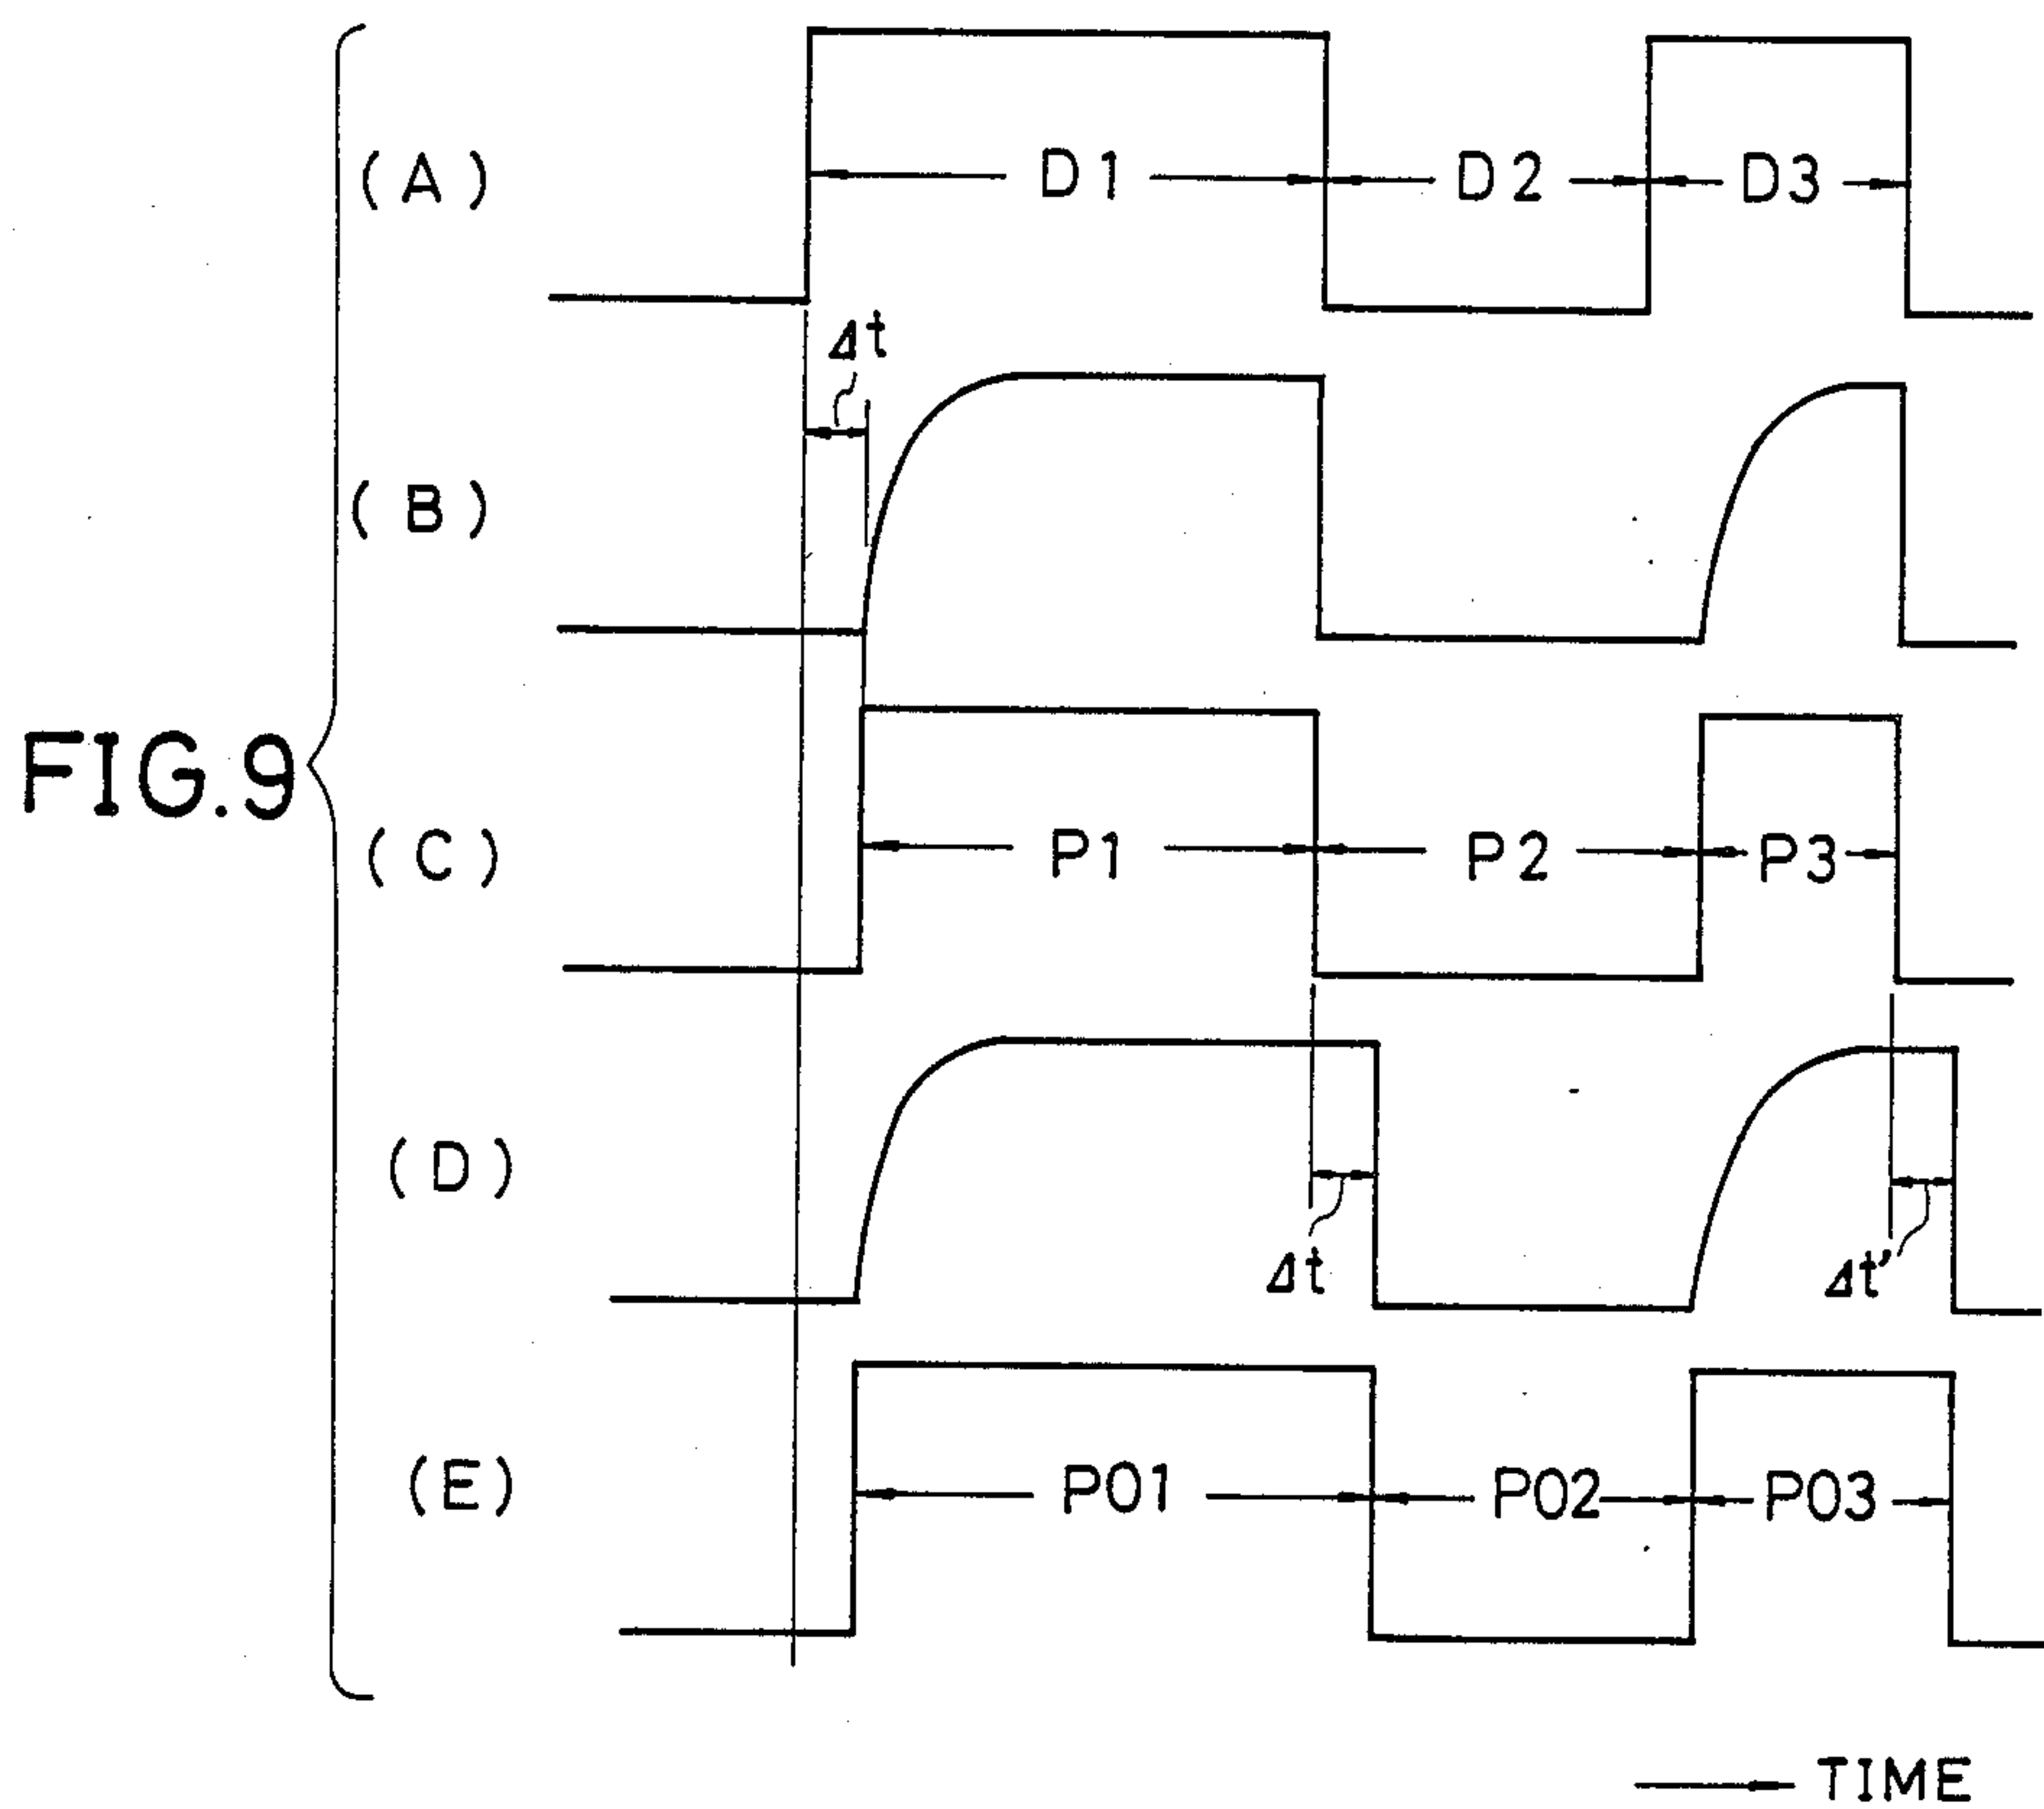 (A)
D1
D2
D3
Δt
(B)
FIG.9
(C)
P1
P2
P3
(D)
Δt
Δt'
(E)
P01
P02
P03
TIME